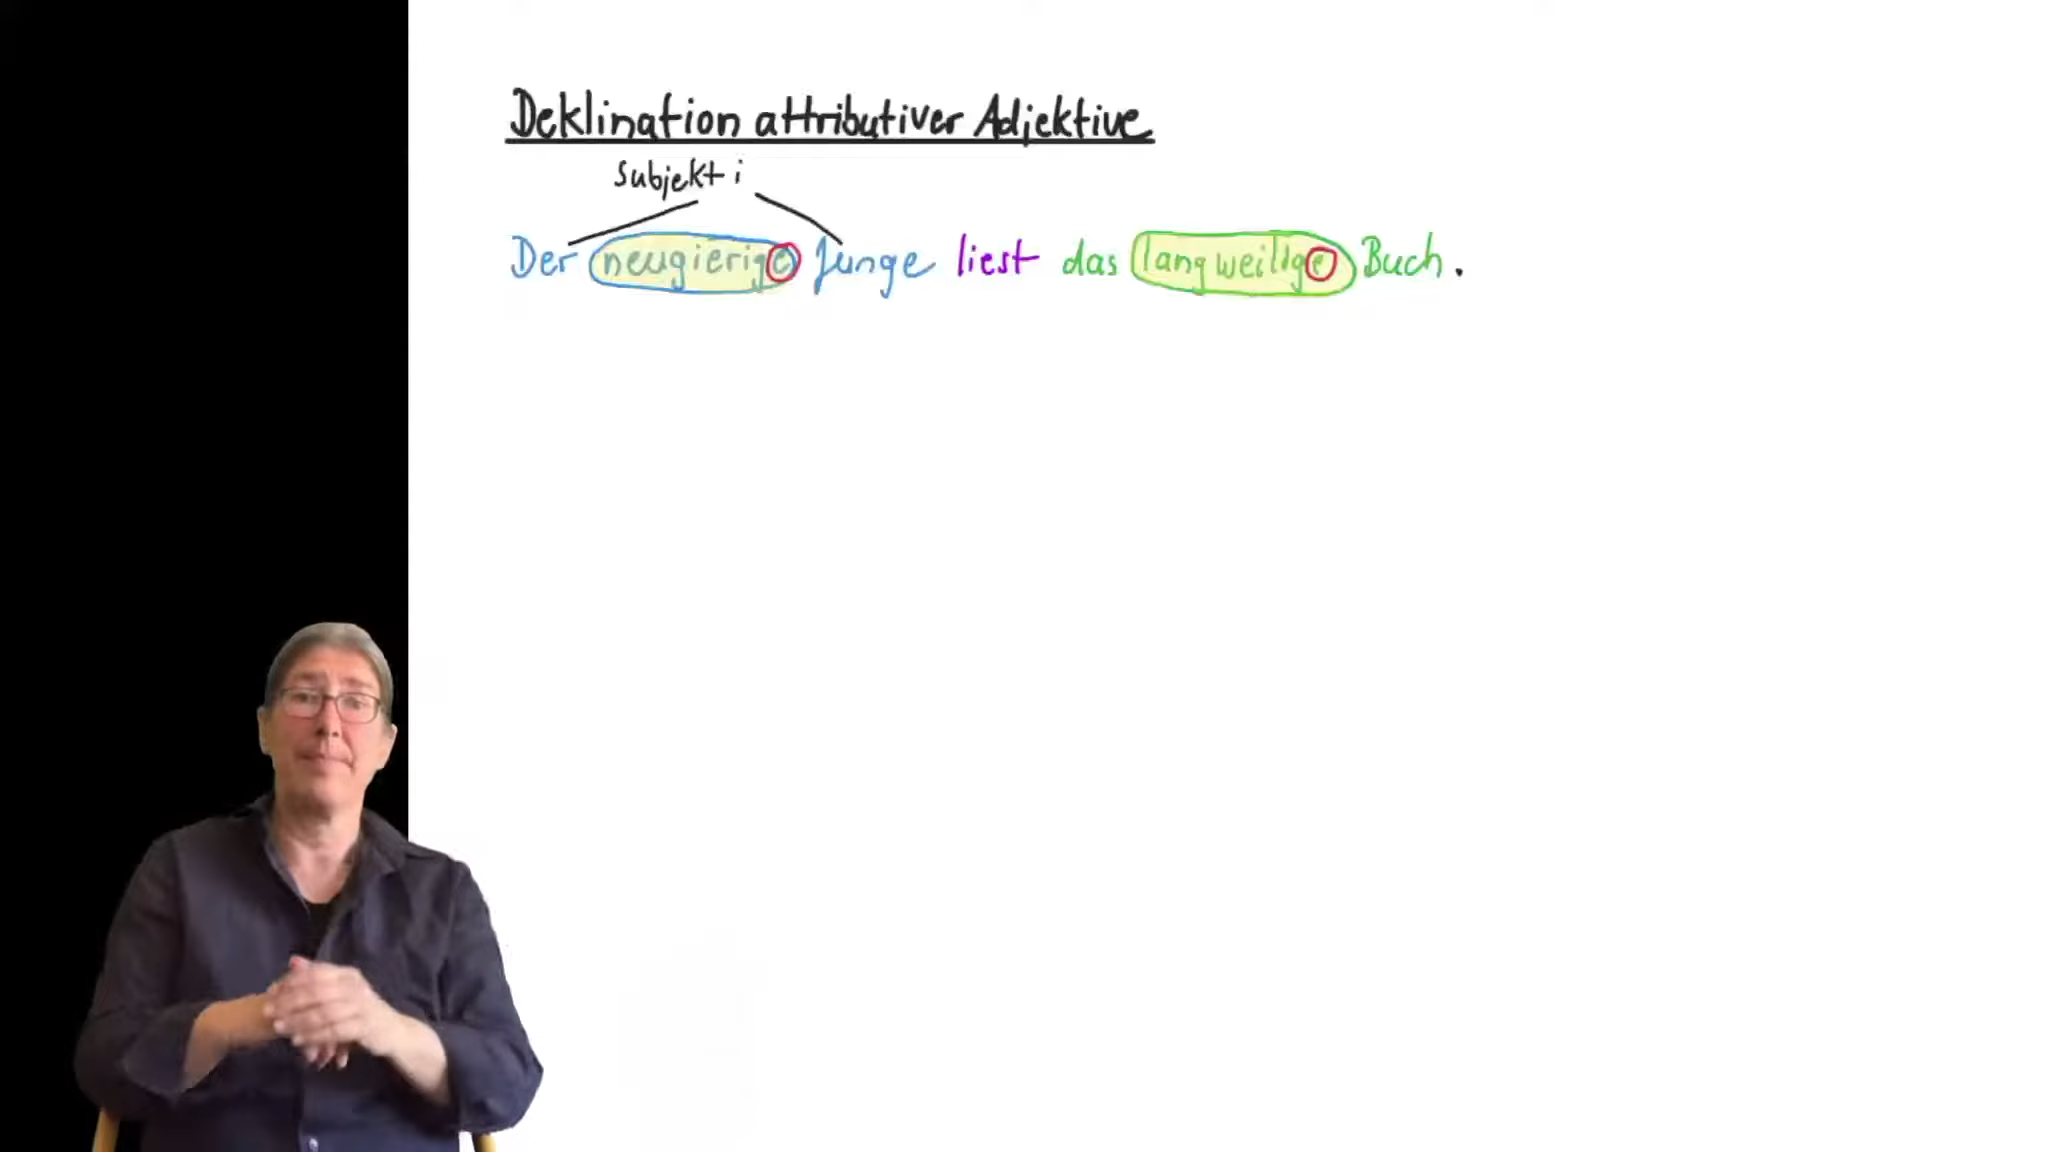 Deklination attributiver Adjektive
Subjekt i
Der neugierige Junge liest das langweilige Buch.